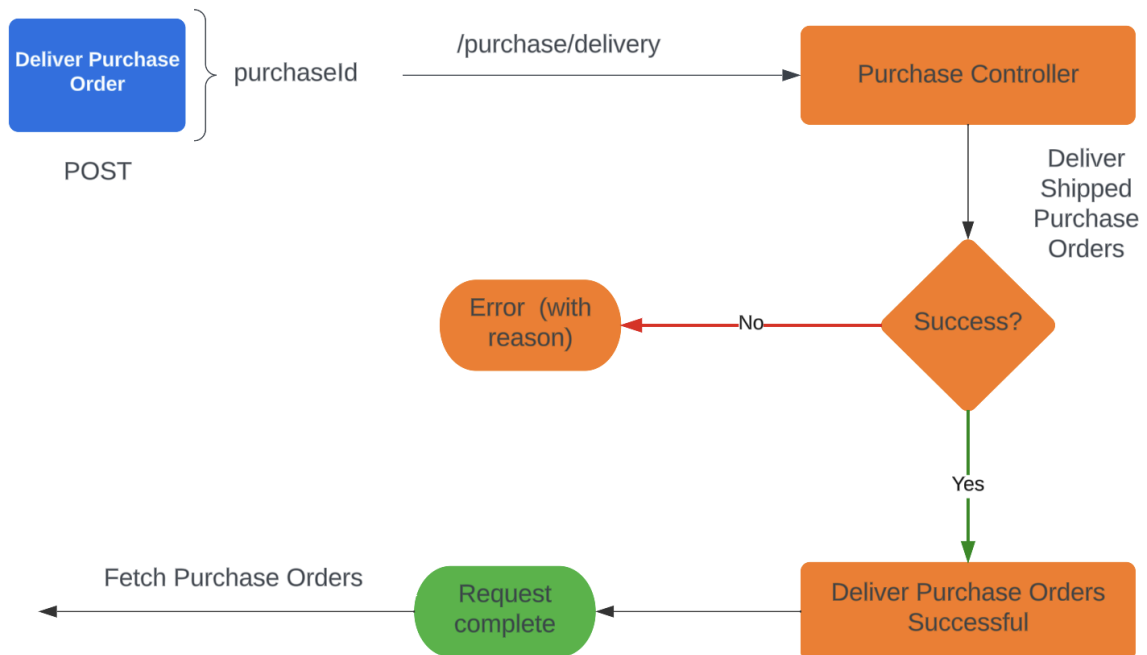 Deliver Purchase
Order
purchaseId
/purchase/delivery
Purchase Controller
POST
Deliver
Shipped
Purchase
Orders
Error  (with
reason)
No
Success?
Yes
Fetch Purchase Orders
Request
complete
Deliver Purchase Orders
Successful